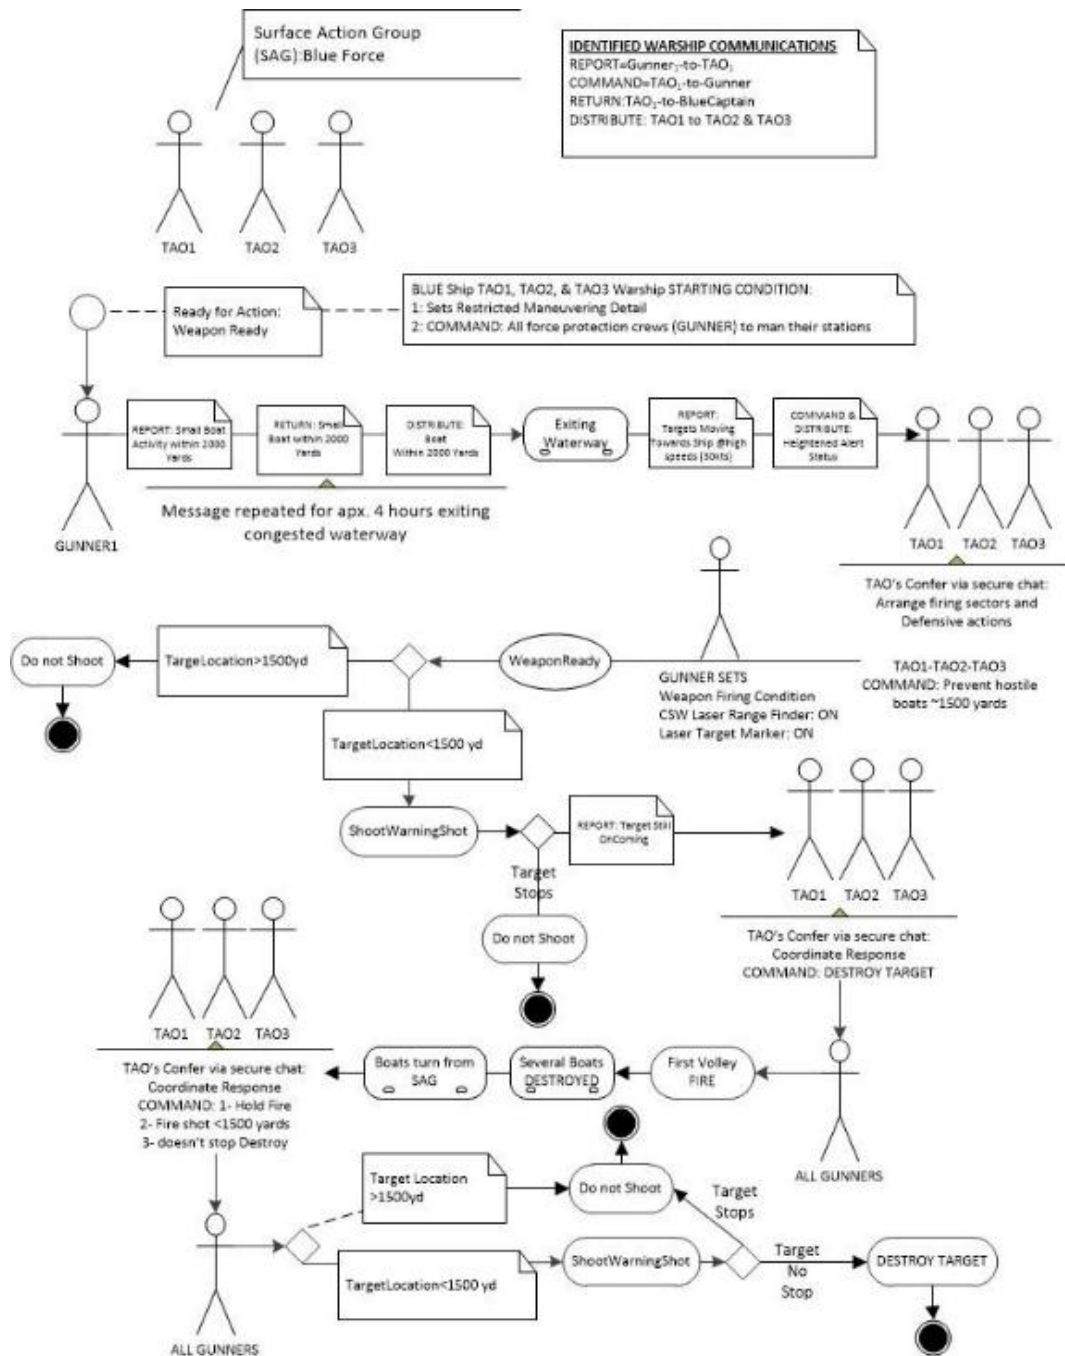 Surface Action Group
(SAG):Blue Force
IDENTIFIED WARSHIP COMMUNICATIONS
REPORT=Gunner1-to-TAO1
COMMAND=TAO1-to-Gunner
RETURN:TAO1-to-BlueCaptain
DISTRIBUTE: TAO1 to TAO2 & TAO3
TAO1
TAO2
TAO3
Ready for Action:
Weapon Ready
BLUE Ship TAO1, TAO2, & TAO3 Warship STARTING CONDITION:
1: Sets Restricted Maneuvering Detail
2: COMMAND: All force protection crews (GUNNER) to man their stations
REPORT: Small Boat
Activity within 2000
Yards
RETURN: Small
Boat within 2000
Yards
DISTRIBUTE:
Boat
Within 2000 Yards
Exiting
Waterway
REPORT:
Targets Moving
Towards Ship @high
speeds (30kts)
COMMAND &
DISTRIBUTE:
Heightened Alert
Status
GUNNER1
Message repeated for apx. 4 hours exiting
congested waterway
TAO1
TAO2
TAO3
TAO's Confer via secure chat:
Arrange firing sectors and
Defensive actions
TAO1-TAO2-TAO3
COMMAND: Prevent hostile
boats ~1500 yards
Do not Shoot
TargeLocation>1500yd
WeaponReady
GUNNER SETS
Weapon Firing Condition
CSW Laser Range Finder: ON
Laser Target Marker: ON
TargetLocation<1500 yd
ShootWarningShot
REPORT: Target Still
OnComing
Target
Stops
Do not Shoot
TAO1
TAO2
TAO3
TAO's Confer via secure chat:
Coordinate Response
COMMAND: DESTROY TARGET
TAO1
TAO2
TAO3
TAO's Confer via secure chat:
Coordinate Response
COMMAND: 1- Hold Fire
2- Fire shot <1500 yards
3- doesn't stop Destroy
Boats turn from
SAG
Several Boats
DESTROYED
First Volley
FIRE
ALL GUNNERS
Target Location
>1500yd
Do not Shoot
Target
Stops
TargetLocation<1500 yd
ShootWarningShot
Target
No
Stop
DESTROY TARGET
ALL GUNNERS